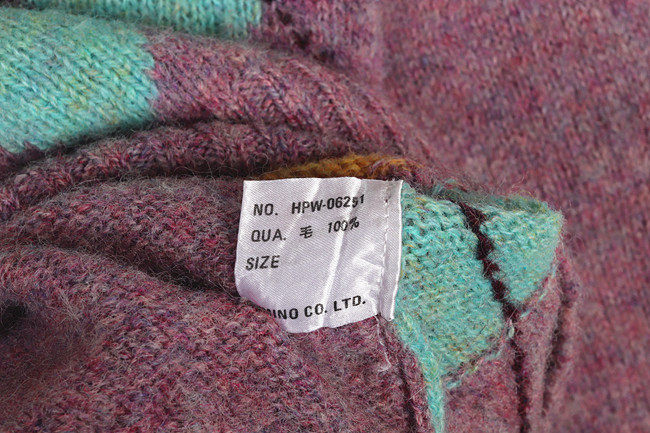 NO. HPW-06251
QUA. 毛 100%
SIZE
CO. LTD.